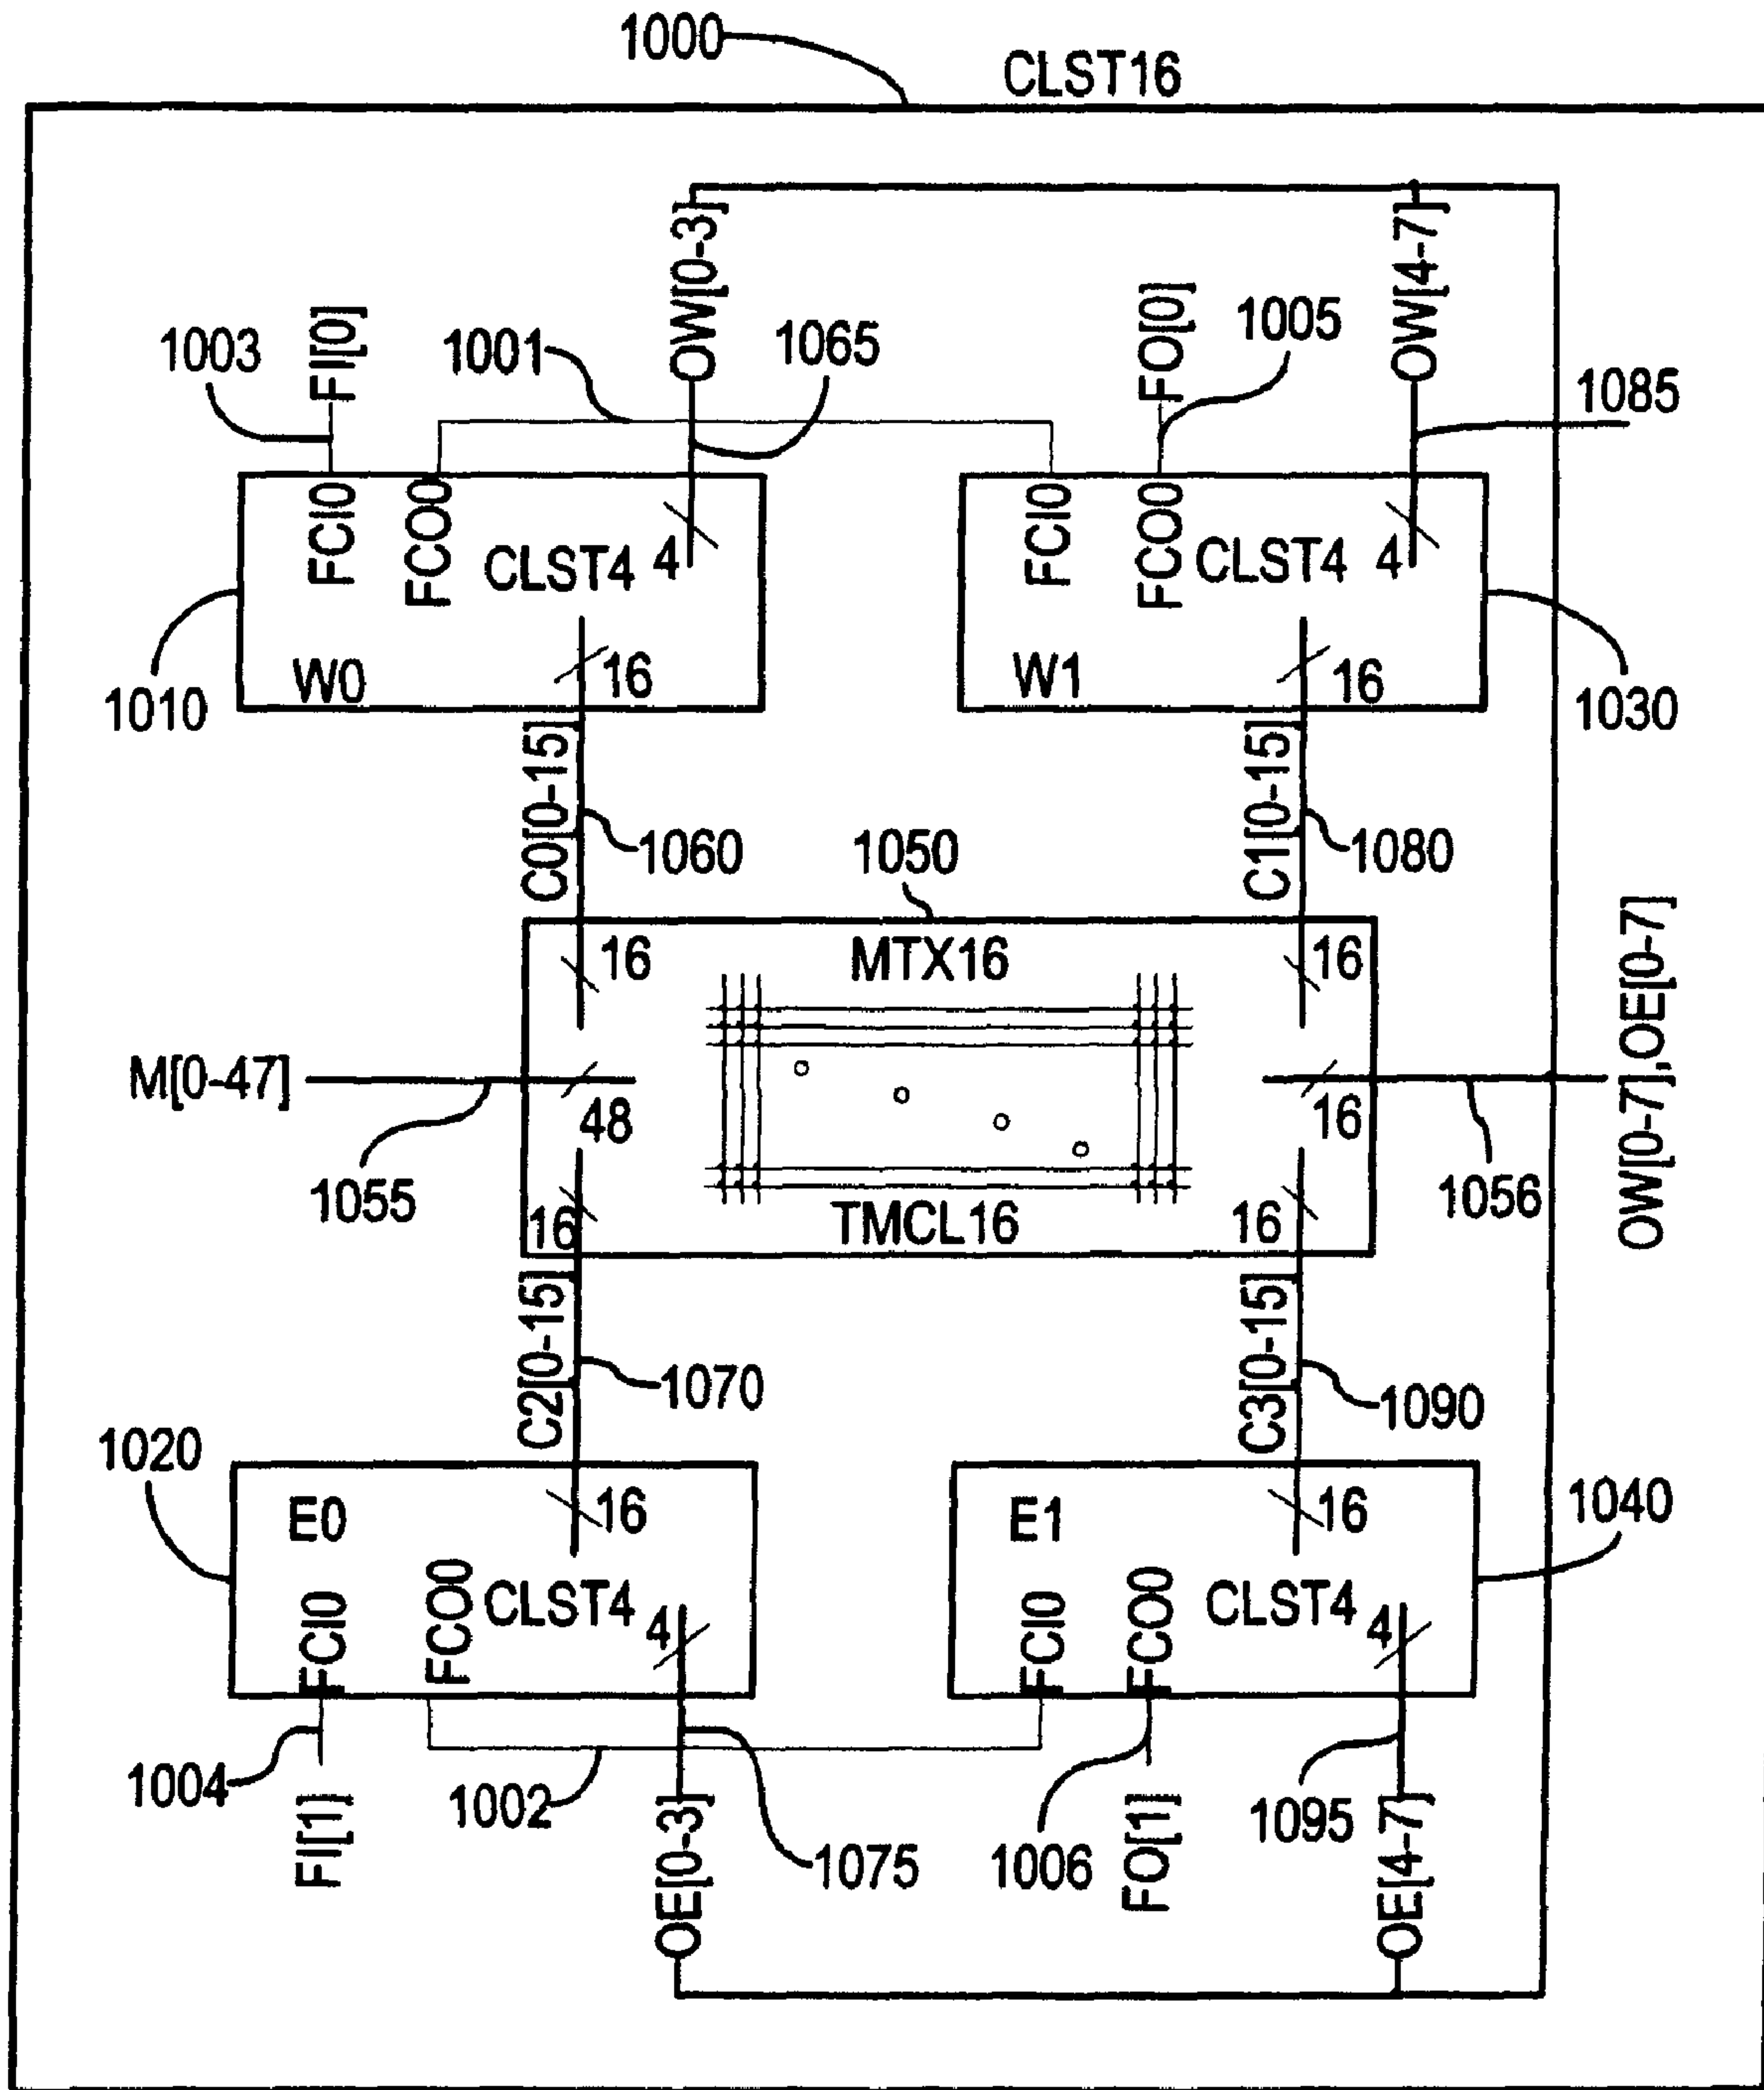 1000
CLST16
OW[0-3]
OW[4-7]
1003
FI[0]
1001
1065
FO[0]
1005
1085
FCI0
FCO0
CLST4
4
FCI0
FCO0
CLST4
4
W0
16
W1
16
1010
1030
C0[0-15]
1060
1050
C1[0-15]
1080
16
MTX16
16
M[0-47]
48
16
OW[0-7],OE[0-7]
1055
1056
16
TMCL16
16
C2[0-15]
1070
C3[0-15]
1090
1020
1040
E0
16
E1
16
FCI0
FCO0
CLST4
4
FCI0
FCO0
CLST4
4
1004
FI[1]
1002
OE[0-3]
1075
1006
FO[1]
1095
OE[4-7]